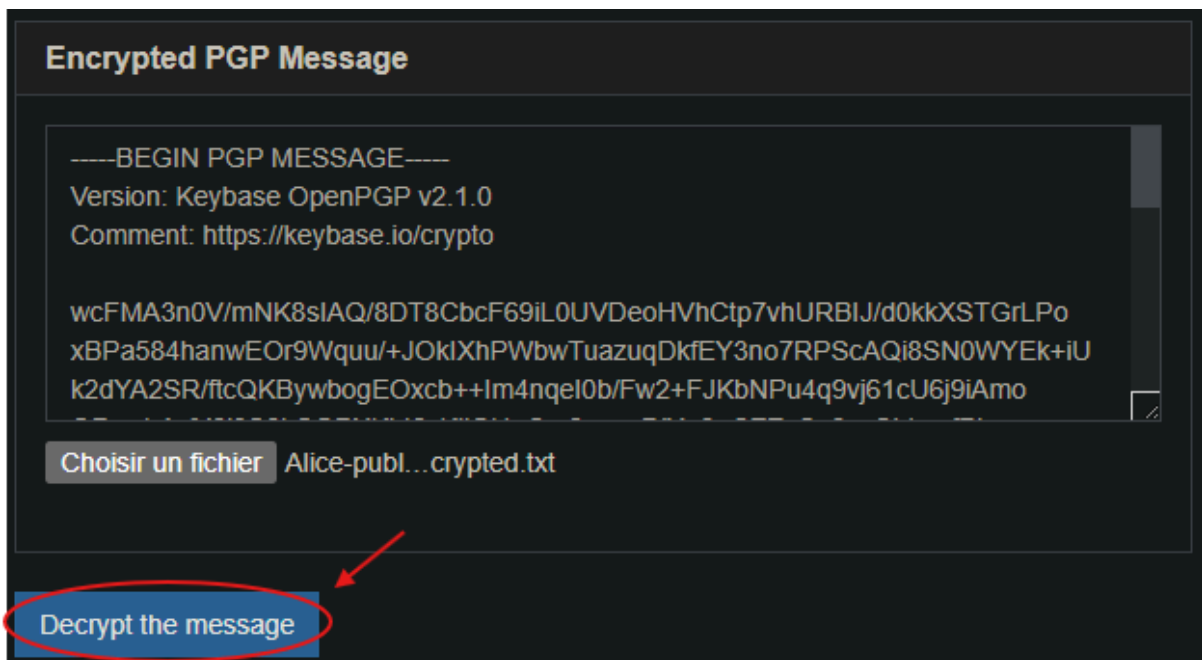 Encrypted PGP Message
-----BEGIN PGP MESSAGE-----
Version: Keybase OpenPGP v2.1.0
Comment: https://keybase.io/crypto
wcFMA3n0V/mNK8sIAQ/8DT8CbcF69iL0UVDeoHVhCtp7vhURBIJ/d0kkXSTGrLPo
xBPa584hanwEOr9Wquu/+JOkIXhPWbwTuazuqDkfEY3no7RPScAQi8SN0WYEk+iU
k2dYA2SR/ftcQKBywbogEOxcb++Im4nqeI0b/Fw2+FJKbNPu4q9vj61cU6j9iAmo
Choisir un fichier Alice-publ…crypted.txt
Decrypt the message